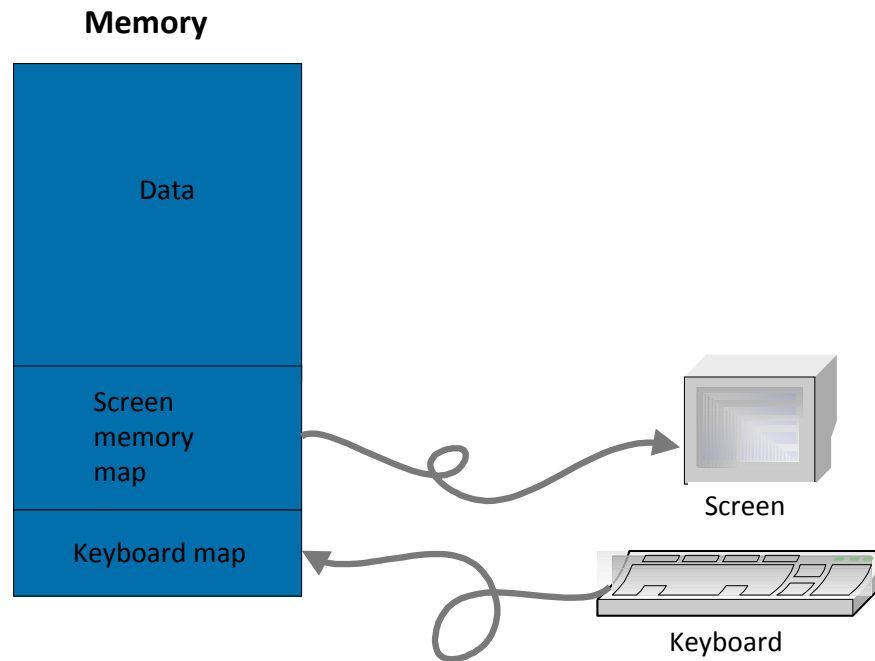 Memory
Data
Screen
memory
map
Screen
Keyboard map
Keyboard